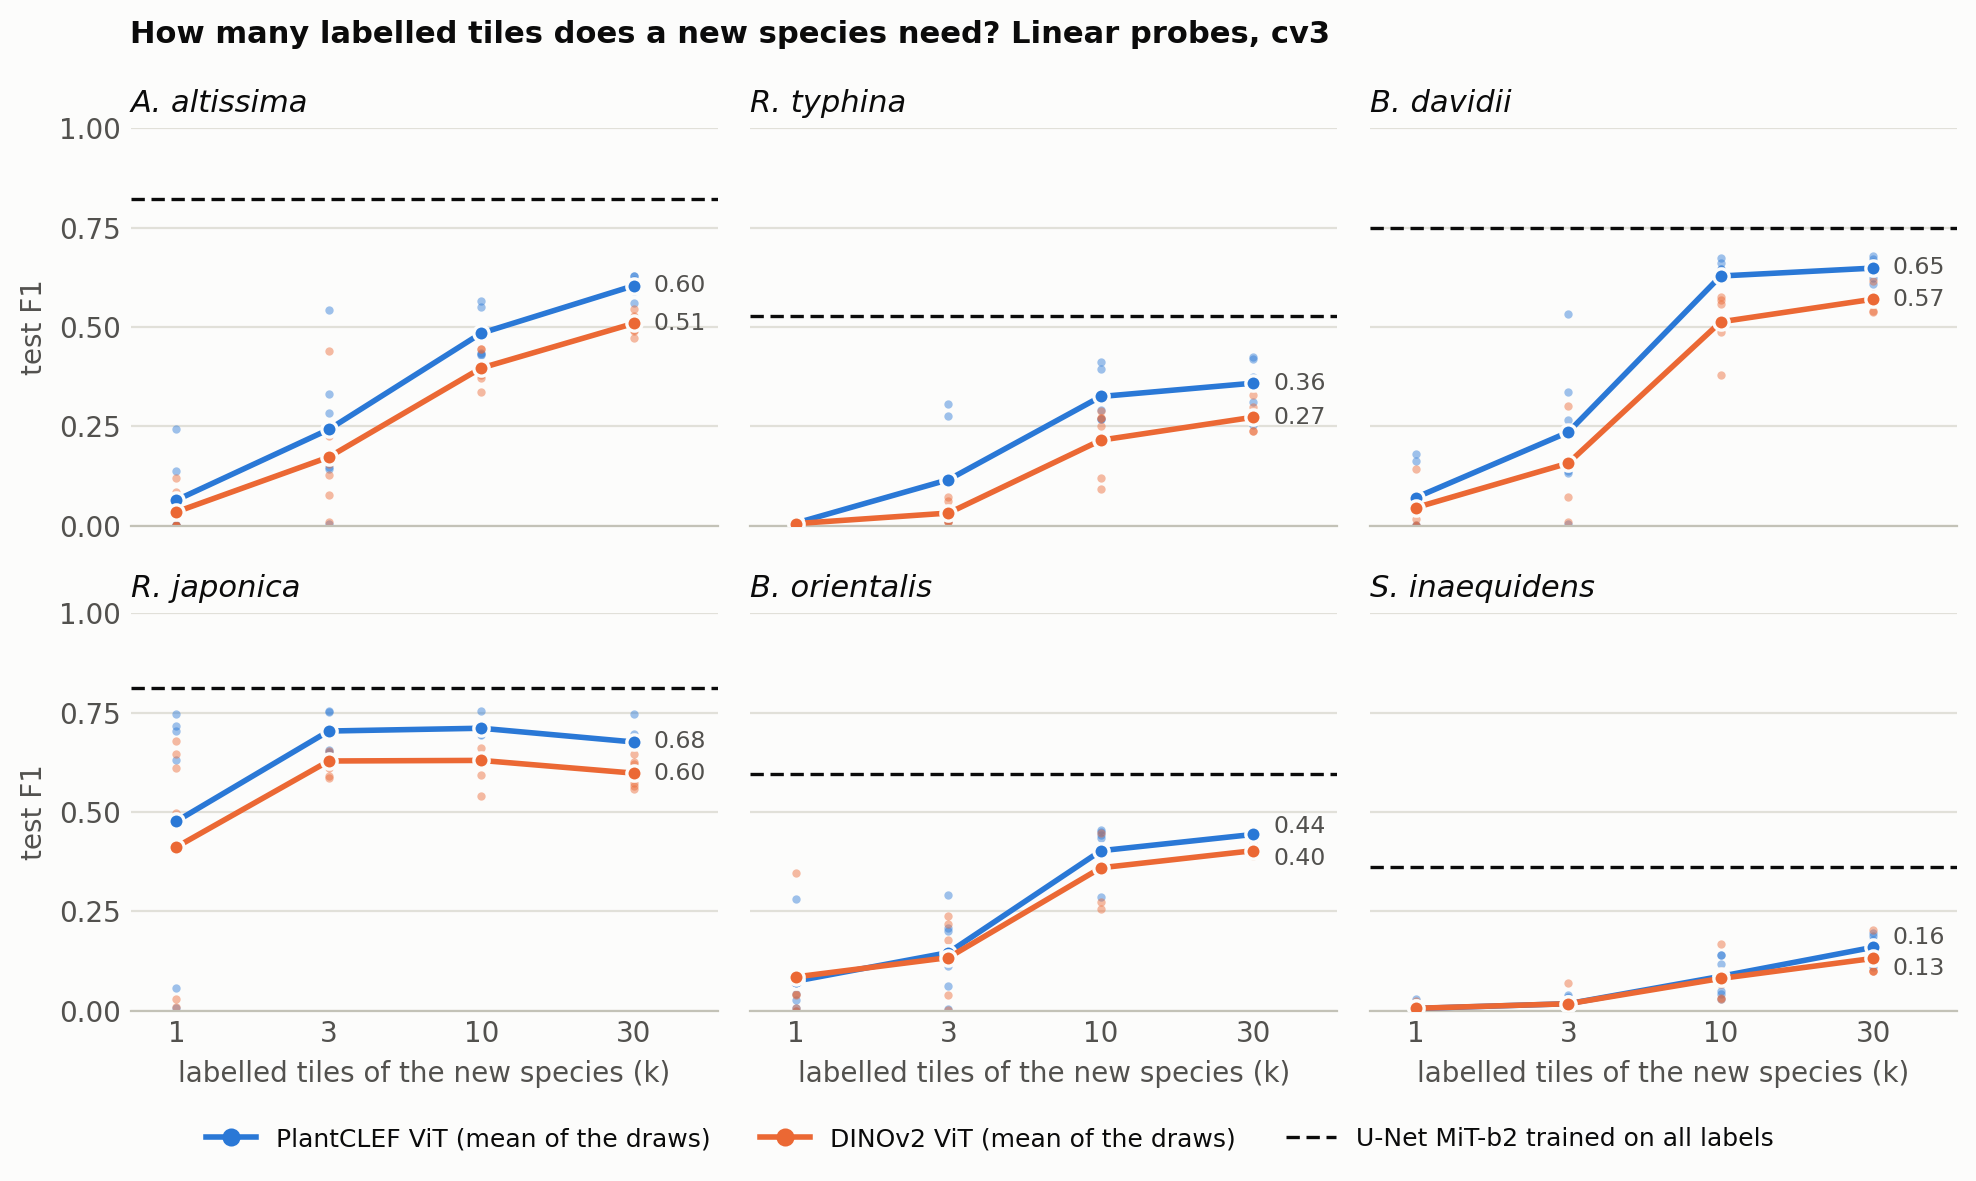 How many labelled tiles does a new species need? Linear probes, cv3
A. altissima
R. typhina
B. davidii
1.00
0.75
0.50
0.25
0.00
test F1
0.60
0.51
0.36
0.27
0.65
0.57
R. japonica
B. orientalis
S. inaequidens
1.00
0.75
0.50
0.25
0.00
test F1
0.68
0.60
0.44
0.40
0.16
0.13
1 3 10 30
1 3 10 30
1 3 10 30
labelled tiles of the new species (k)
labelled tiles of the new species (k)
labelled tiles of the new species (k)
PlantCLEF ViT (mean of the draws)
DINOv2 ViT (mean of the draws)
U-Net MiT-b2 trained on all labels